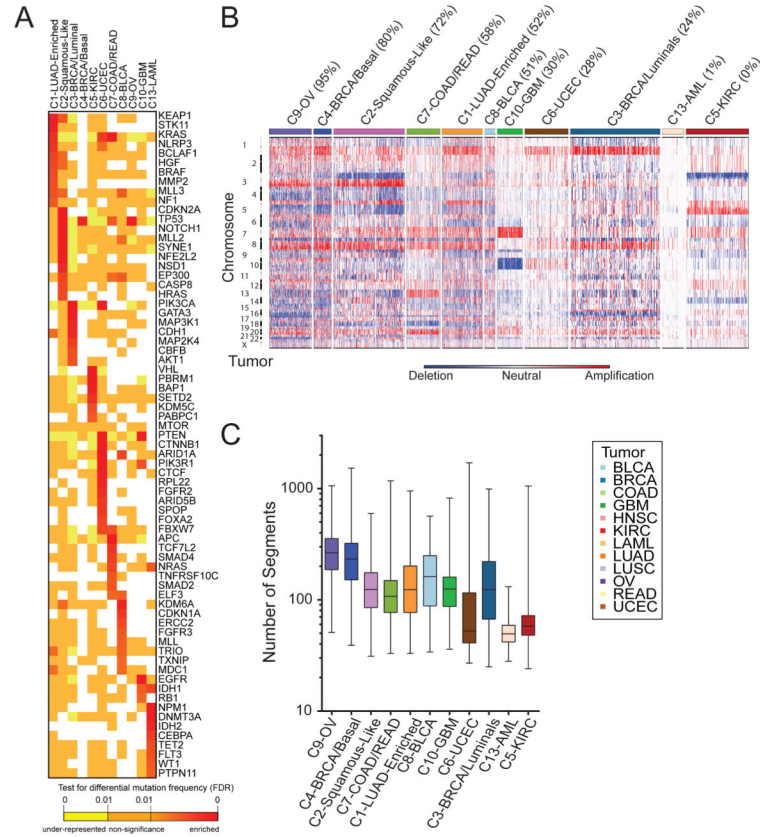 A
C1-LUAD-Enriched
C2-Squamous-Like
C3-BRCA/Luminal
C4-BRCA/Basal
C5-KIRC
C6-UCEC
C7-COAD/READ
C8-BLCA
C9-OV
C10-GBM
C13-LAML
KEAP1
STK11
KRAS
NLRP3
BCLAF1
HGF
BRAF
MMP2
MLL3
NF1
CDKN2A
TP53
NOTCH1
MLL2
SYNE1
NFE2L2
NSD1
EP300
CASP8
HRAS
PIK3CA
GATA3
MAP3K1
CDH1
MAP2K4
CBFB
AKT1
VHL
PBRM1
BAP1
SETD2
KDM5C
PABPC1
MTOR
PTEN
CTNNB1
ARID1A
PIK3R1
CTCF
RPL22
FGFR2
ARID5B
SPOP
FOXA2
FBXW7
APC
TCF7L2
SMAD4
NRAS
TNFRSF10C
SMAD2
ELF3
KDM6A
CDKN1A
ERCC2
FGFR3
MLL
TRIO
TXNIP
MDC1
EGFR
IDH1
RB1
NPM1
DNMT3A
IDH2
CEBPA
TET2
FLT3
WT1
PTPN11
Test for differential mutation frequency (FDR)
0 0.01 0.01 0
under-represented non-significance enriched
B
C9-OV (95%)
C4-BRCA/Basal (80%)
C2-Squamous-Like (72%)
C7-COAD/READ (58%)
C1-LUAD-Enriched (52%)
C8-BLCA (51%)
C10-GBM (30%)
C6-UCEC (28%)
C3-BRCA/Luminals (24%)
C13-AML (1%)
C5-KIRC (0%)
Chromosome
1
2
3
4
5
6
7
8
9
10
11
12
13
14
15
16
17
18
19
20
21
22
X
Tumor
Deletion Neutral Amplification
C
Number of Segments
1000
100
10
C9-OV
C4-BRCA/Basal
C2-Squamous-Like
C7-COAD/READ
C1-LUAD-Enriched
C8-BLCA
C10-GBM
C6-UCEC
C3-BRCA/Luminals
C13-AML
C5-KIRC
Tumor
BLCA
BRCA
COAD
GBM
HNSC
KIRC
LAML
LUAD
LUSC
OV
READ
UCEC